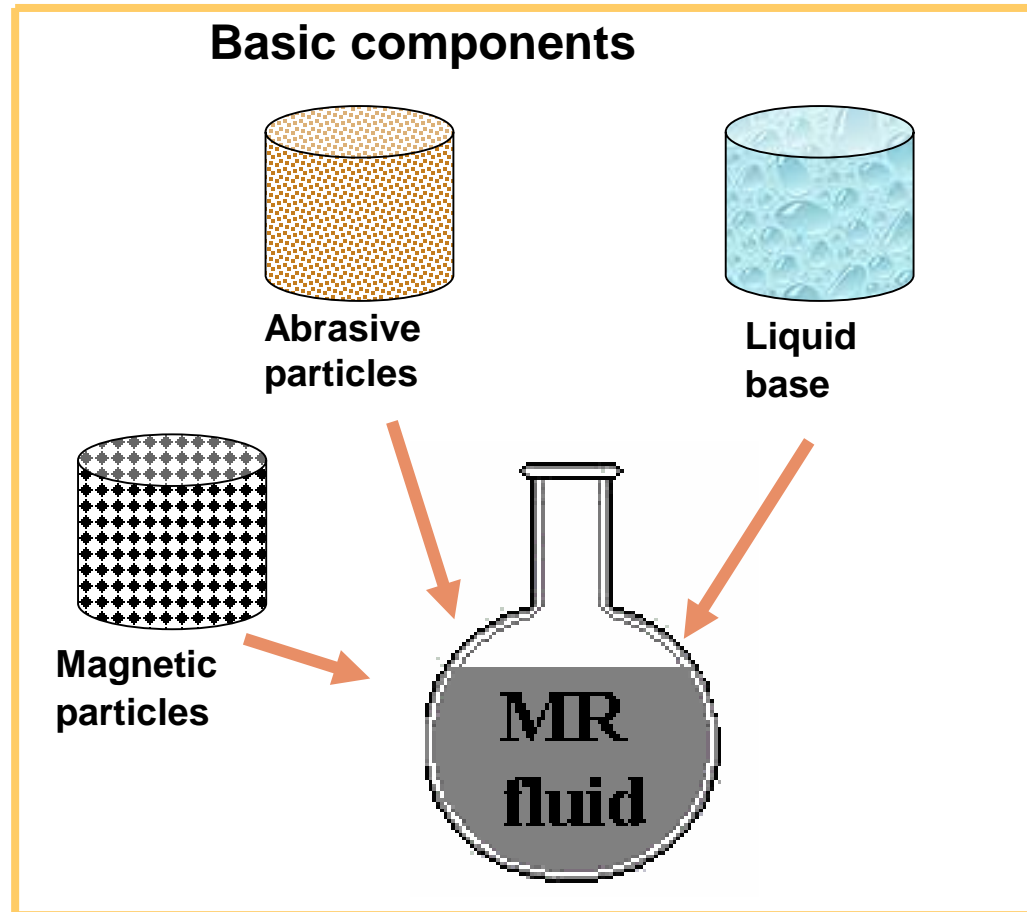 Basic components
Abrasive
particles
Liquid
base
Magnetic
particles
MR
fluid